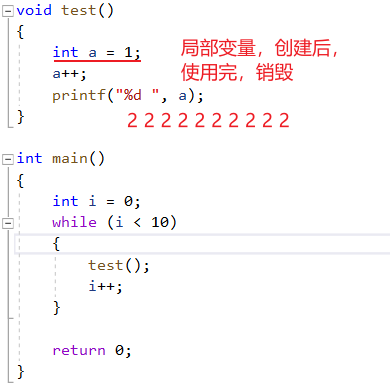 void test()
{
    int a = 1;
    a++;
    printf("%d ", a);
}
局部变量，创建后，
使用完，销毁
2 2 2 2 2 2 2 2 2 2
int main()
{
    int i = 0;
    while (i < 10)
    {
        test();
        i++;
    }
    return 0;
}